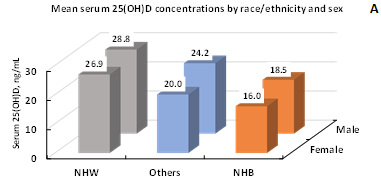 Mean serum 25(OH)D concentrations by race/ethnicity and sex
A
Serum 25(OH)D, ng/mL
30
20
10
0
28.8
26.9
24.2
20.0
18.5
16.0
Male
Female
NHW Others NHB